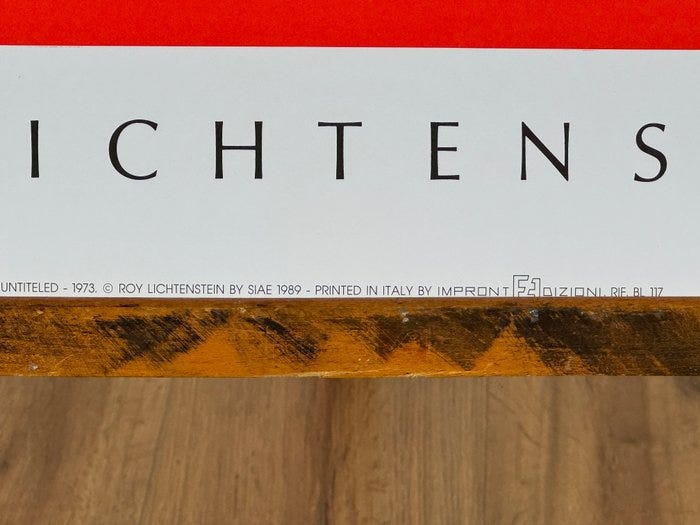 ICHTENS
UNTITELED - 1973. © ROY LICHTENSTEIN BY SIAE 1989 - PRINTED IN ITALY BY IMPRONT EDIZIONI. RIF. BL 117